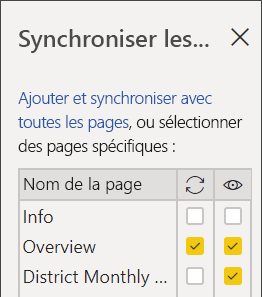 Synchroniser les...
Ajouter et synchroniser avec
toutes les pages, ou sélectionner
des pages spécifiques :
Nom de la page
Info
Overview
District Monthly ...